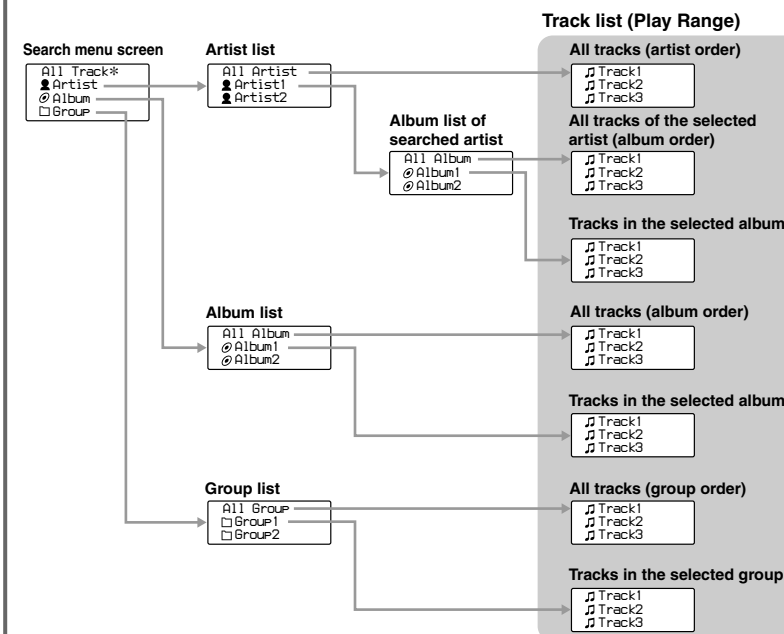 Track list (Play Range)
Search menu screen
All Track*
Artist
Album
Group
Artist list
All Artist
Artist1
Artist2
All tracks (artist order)
Track1
Track2
Track3
Album list of
searched artist
All Album
Album1
Album2
All tracks of the selected
artist (album order)
Track1
Track2
Track3
Tracks in the selected album
Track1
Track2
Track3
Album list
All Album
Album1
Album2
All tracks (album order)
Track1
Track2
Track3
Tracks in the selected album
Track1
Track2
Track3
Group list
All Group
Group1
Group2
All tracks (group order)
Track1
Track2
Track3
Tracks in the selected group
Track1
Track2
Track3